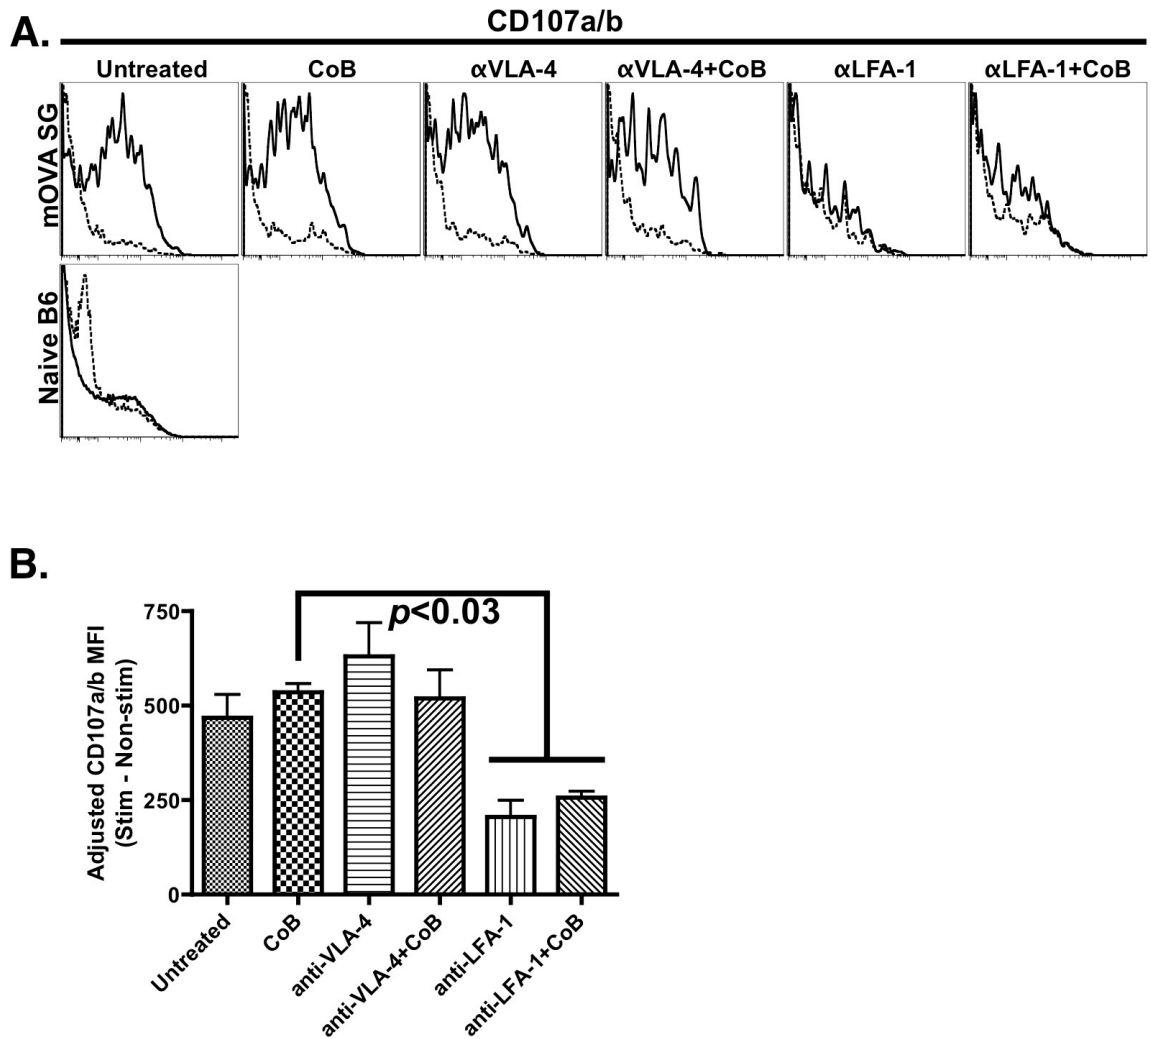 A.
CD107a/b
Untreated CoB αVLA-4 αVLA-4+CoB αLFA-1 αLFA-1+CoB
mOVA SG
Naive B6
B.
Adjusted CD107a/b MFI
(Stim - Non-stim)
750
500
250
0
p<0.03
Untreated
CoB
anti-VLA-4
anti-VLA-4+CoB
anti-LFA-1
anti-LFA-1+CoB